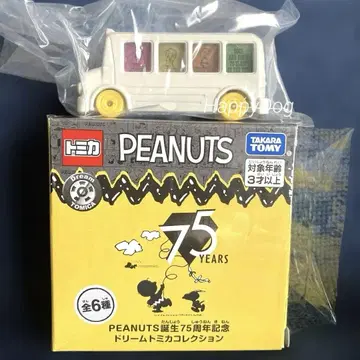 HappyDog
トミカ
PEANUTS
TAKARA TOMY
対象年齢
3才以上
Dream TOMICA
75
YEARS
全6種
PEANUTS誕生75周年記念
ドリームトミカコレクション